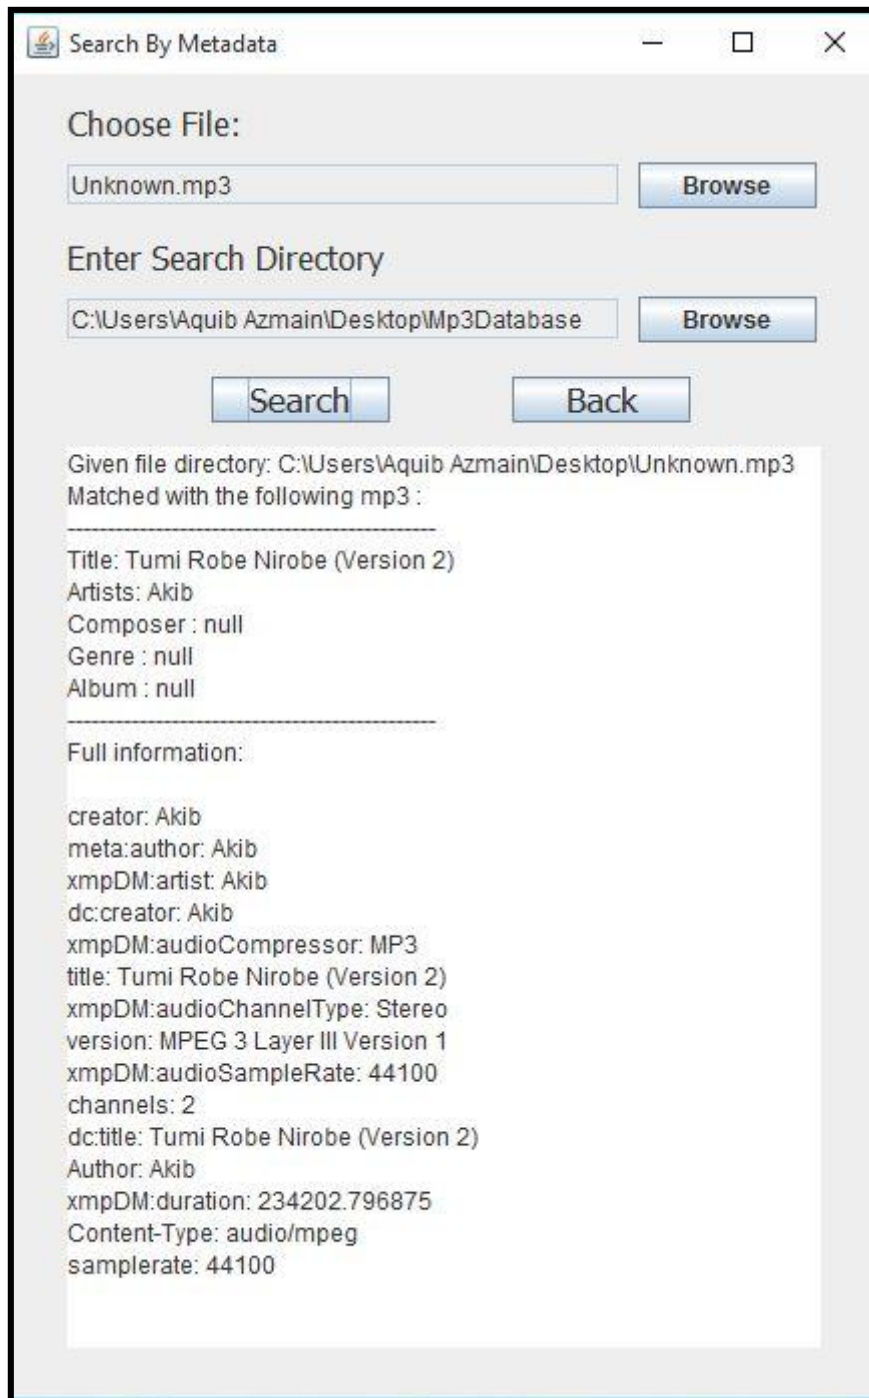 Search By Metadata
Choose File:
Unknown.mp3
Browse
Enter Search Directory
C:\Users\Aquib Azmain\Desktop\Mp3Database
Browse
Search
Back
Given file directory: C:\Users\Aquib Azmain\Desktop\Unknown.mp3
Matched with the following mp3 :
----------------------------------------------
Title: Tumi Robe Nirobe (Version 2)
Artists: Akib
Composer : null
Genre : null
Album : null
----------------------------------------------
Full information:
creator: Akib
meta:author: Akib
xmpDM:artist: Akib
dc:creator: Akib
xmpDM:audioCompressor: MP3
title: Tumi Robe Nirobe (Version 2)
xmpDM:audioChannelType: Stereo
version: MPEG 3 Layer III Version 1
xmpDM:audioSampleRate: 44100
channels: 2
dc:title: Tumi Robe Nirobe (Version 2)
Author: Akib
xmpDM:duration: 234202.796875
Content-Type: audio/mpeg
samplerate: 44100